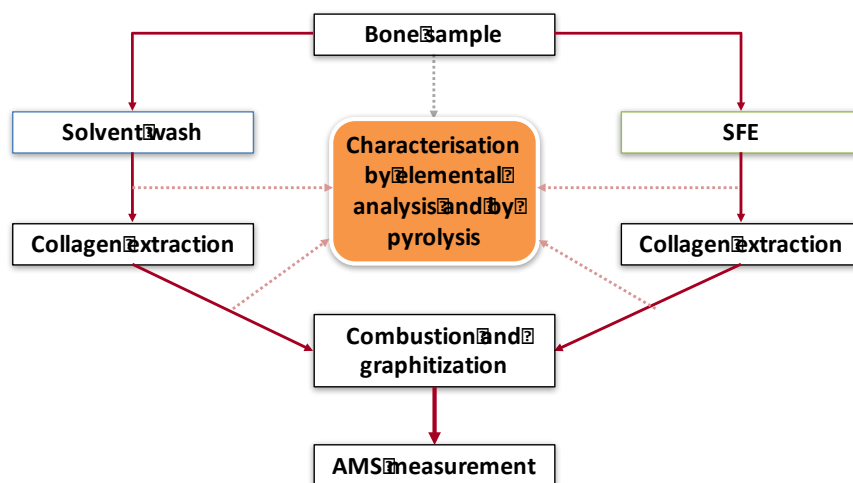 Bone sample
Solvent wash
SFE
Characterisation
by elemental
analysis and by
pyrolysis
Collagen extraction
Collagen extraction
Combustion and
graphitization
AMS measurement